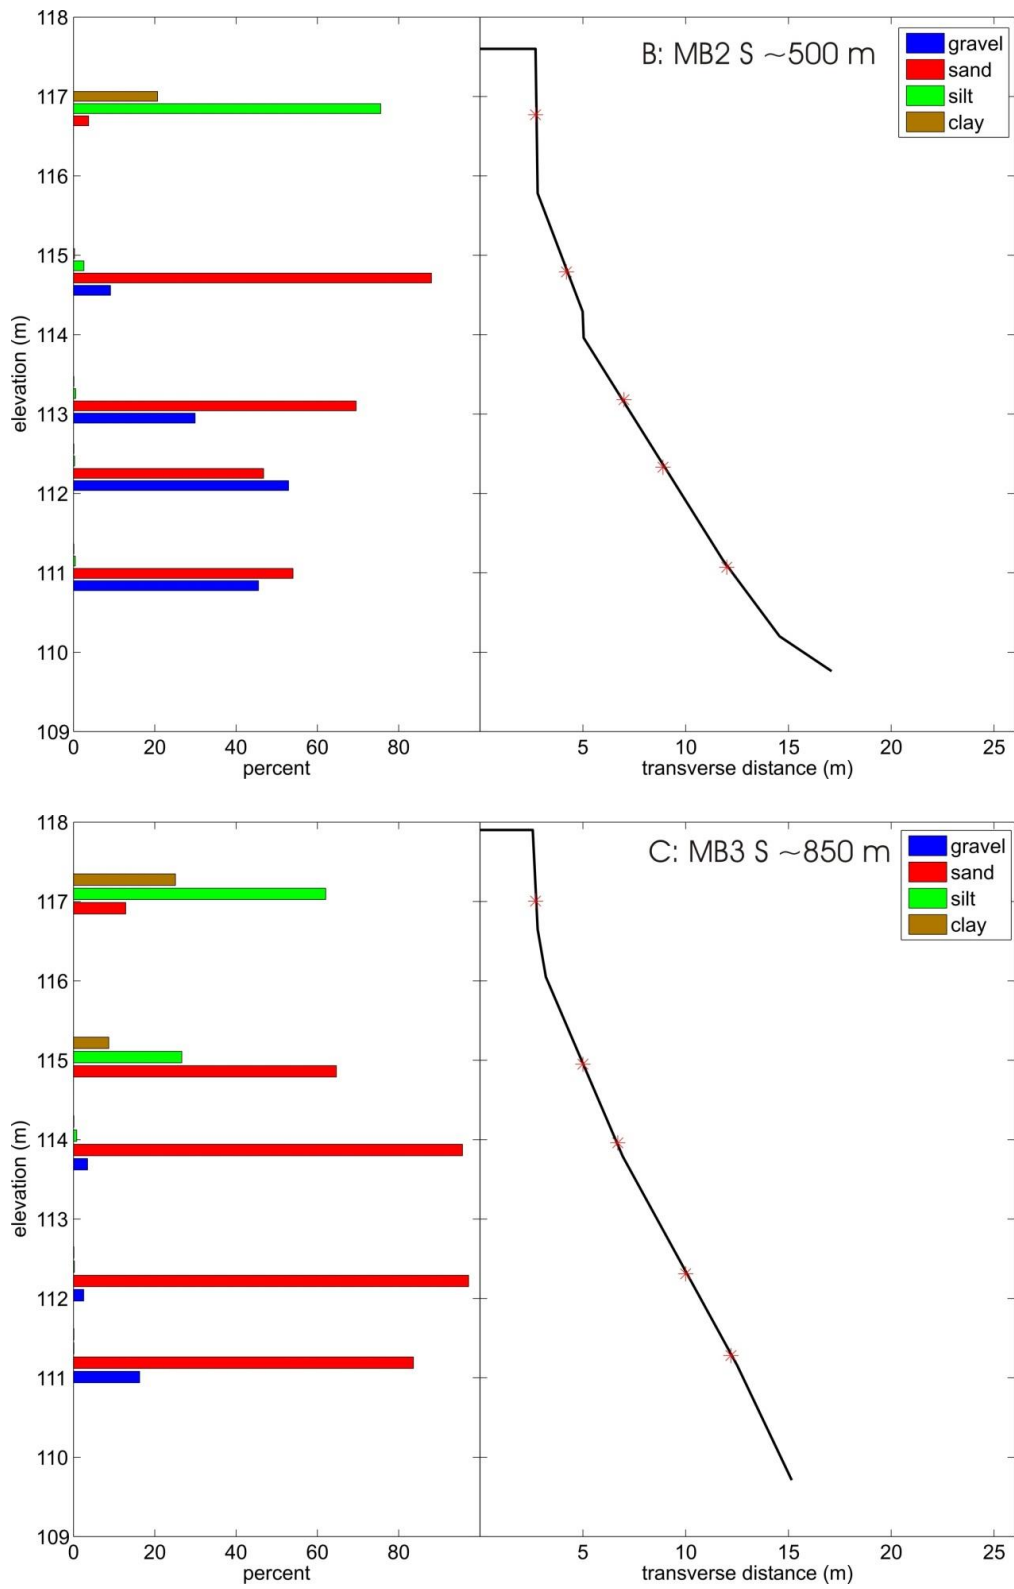 118
117
116
115
114
113
112
111
110
109
elevation (m)
0 20 40 60 80
percent
B: MB2 S ~500 m
gravel
sand
silt
clay
5 10 15 20 25
transverse distance (m)
118
117
116
115
114
113
112
111
110
109
elevation (m)
0 20 40 60 80
percent
C: MB3 S ~850 m
gravel
sand
silt
clay
5 10 15 20 25
transverse distance (m)